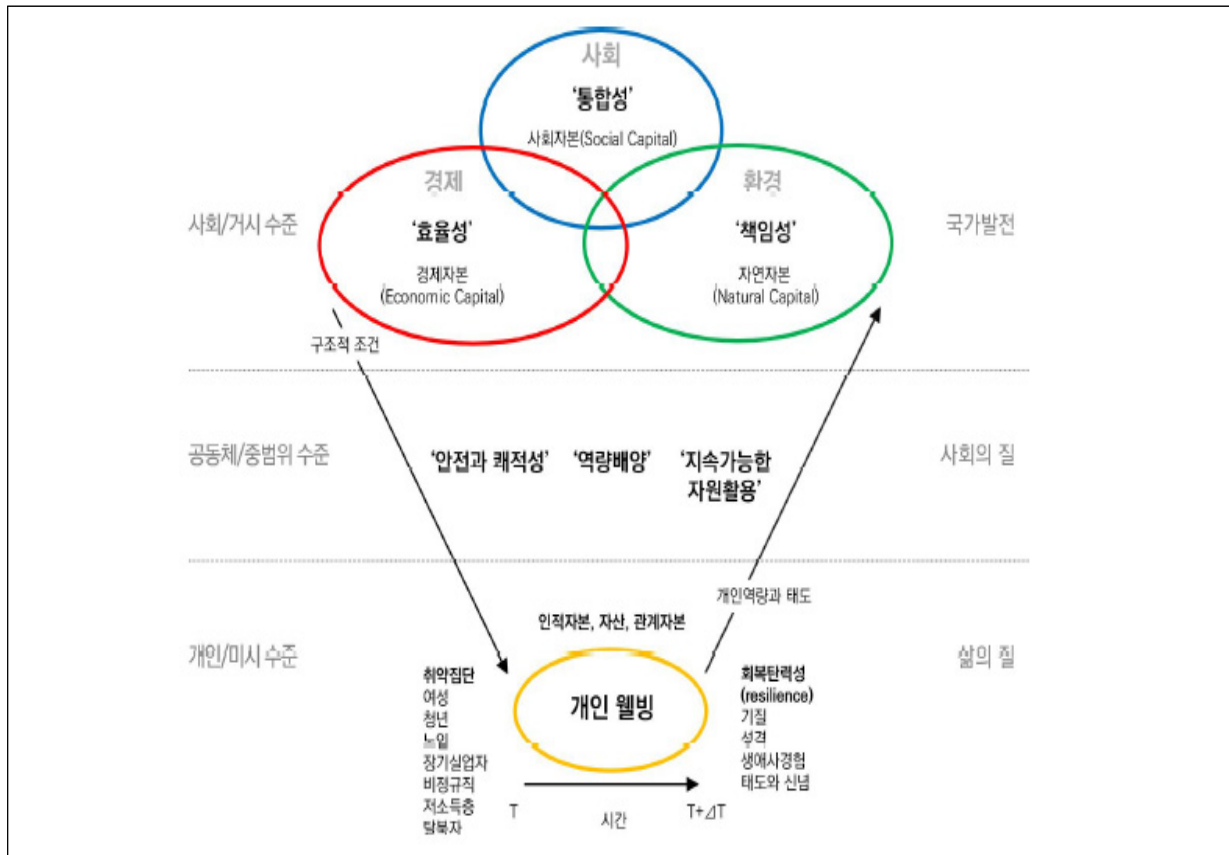 사회
'통합성'
사회자본(Social Capital)
경제
환경
사회/거시 수준
'효율성'
'책임성'
국가발전
경제자본
(Economic Capital)
자연자본
(Natural Capital)
구조적 조건
공동체/중범위 수준
'안전과 쾌적성'
'역량배양'
'지속가능한
자원활용'
사회의 질
개인역량과 태도
인적자본, 자산, 관계자본
개인/미시 수준
삶의 질
취약집단
여성
청년
노인
장기실업자
비정규직
저소득층
탈북자
개인 웰빙
회복탄력성
(resilience)
기질
성격
생애사경험
태도와 신념
T
시간
T+⊿T